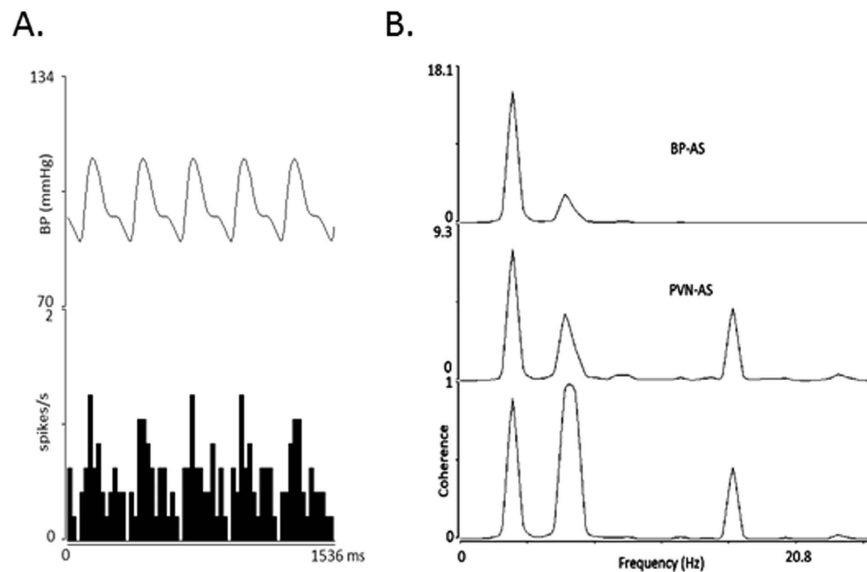 A.
134
BP (mmHg)
70
2
spikes/s
0
0
1536 ms
B.
18.1
BP-AS
0
9.3
PVN-AS
0
1
Coherence
0
0
Frequency (Hz)
20.8